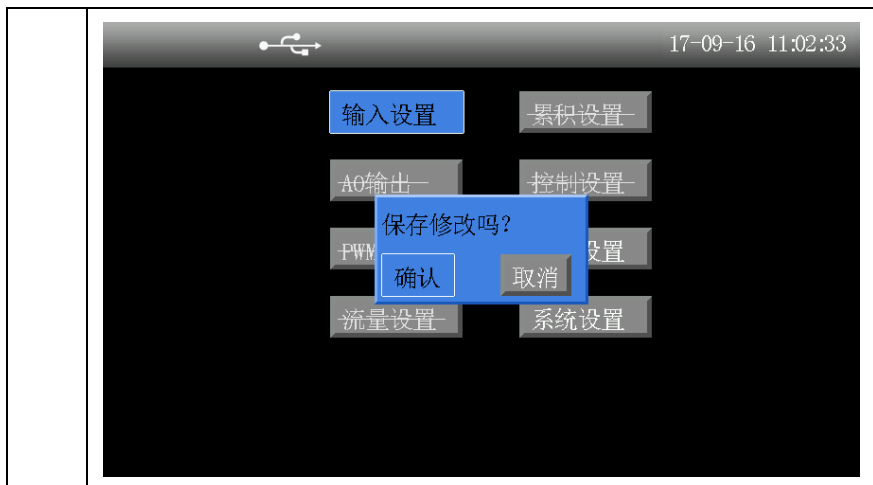 17-09-16 11:02:33
输入设置 累积设置
AO输出 控制设置
保存修改吗?
PWM 设置
确认 取消
流量设置 系统设置